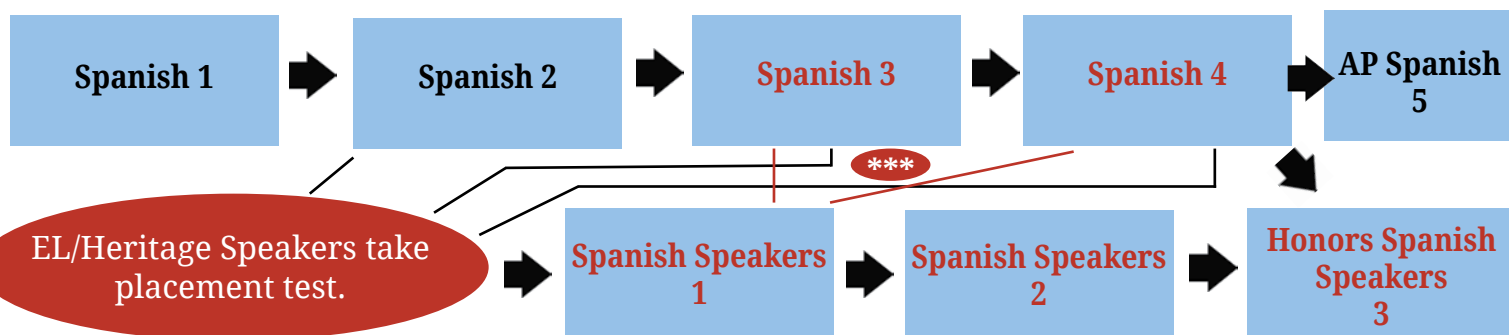 Spanish 1
Spanish 2
Spanish 3
Spanish 4
AP Spanish
5
***
EL/Heritage Speakers take
placement test.
Spanish Speakers
1
Spanish Speakers
2
Honors Spanish
Speakers
3